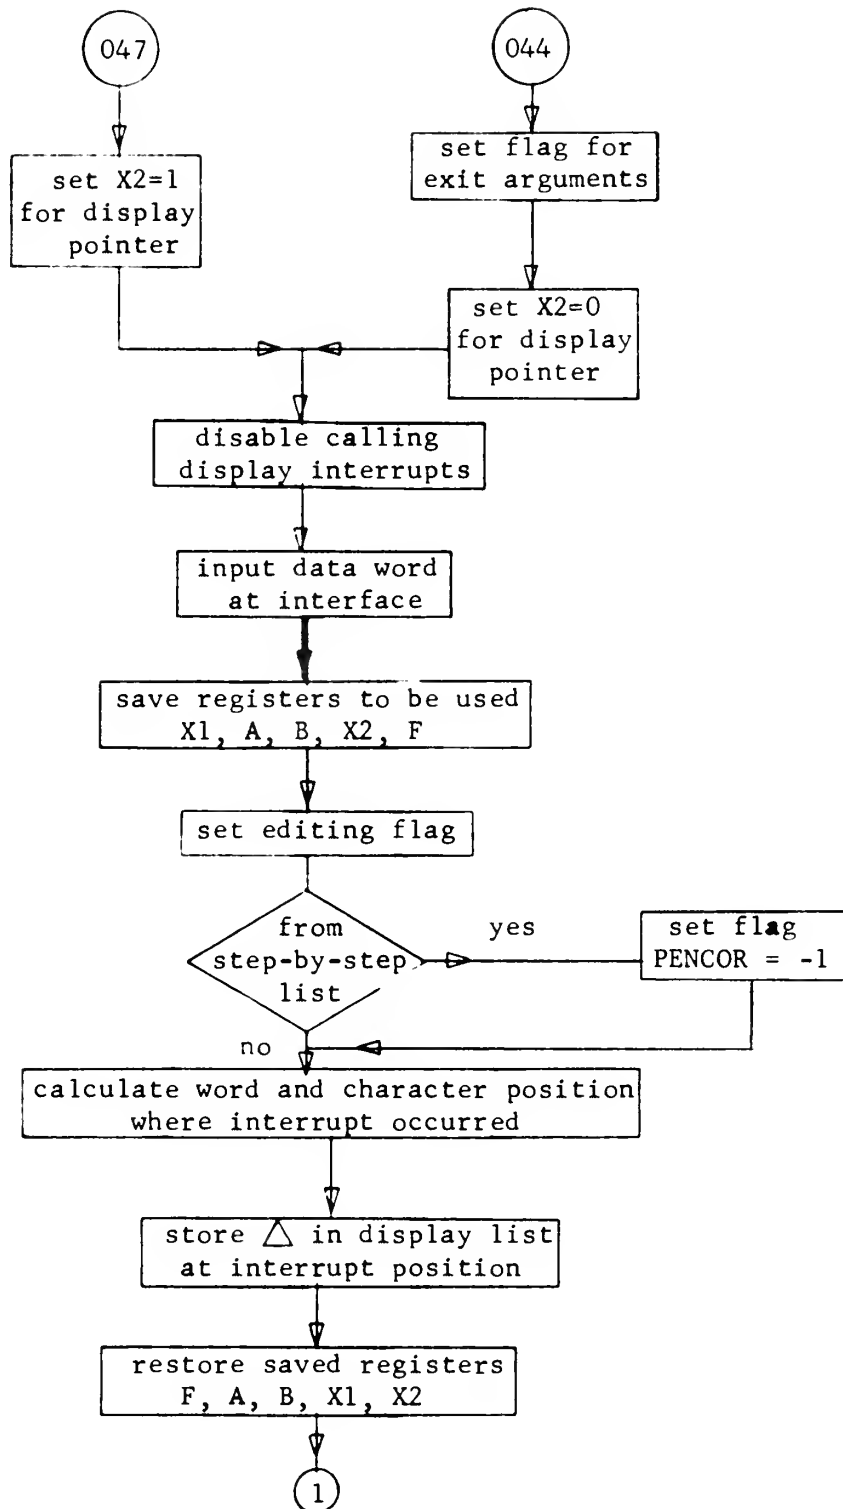 047
044
set flag for
exit arguments
set X2=1
for display
pointer
set X2=0
for display
pointer
disable calling
display interrupts
input data word
at interface
save registers to be used
X1, A, B, X2, F
set editing flag
from
step-by-step
list
yes
set flag
PENCOR = -1
no
calculate word and character position
where interrupt occurred
store △ in display list
at interrupt position
restore saved registers
F, A, B, X1, X2
1